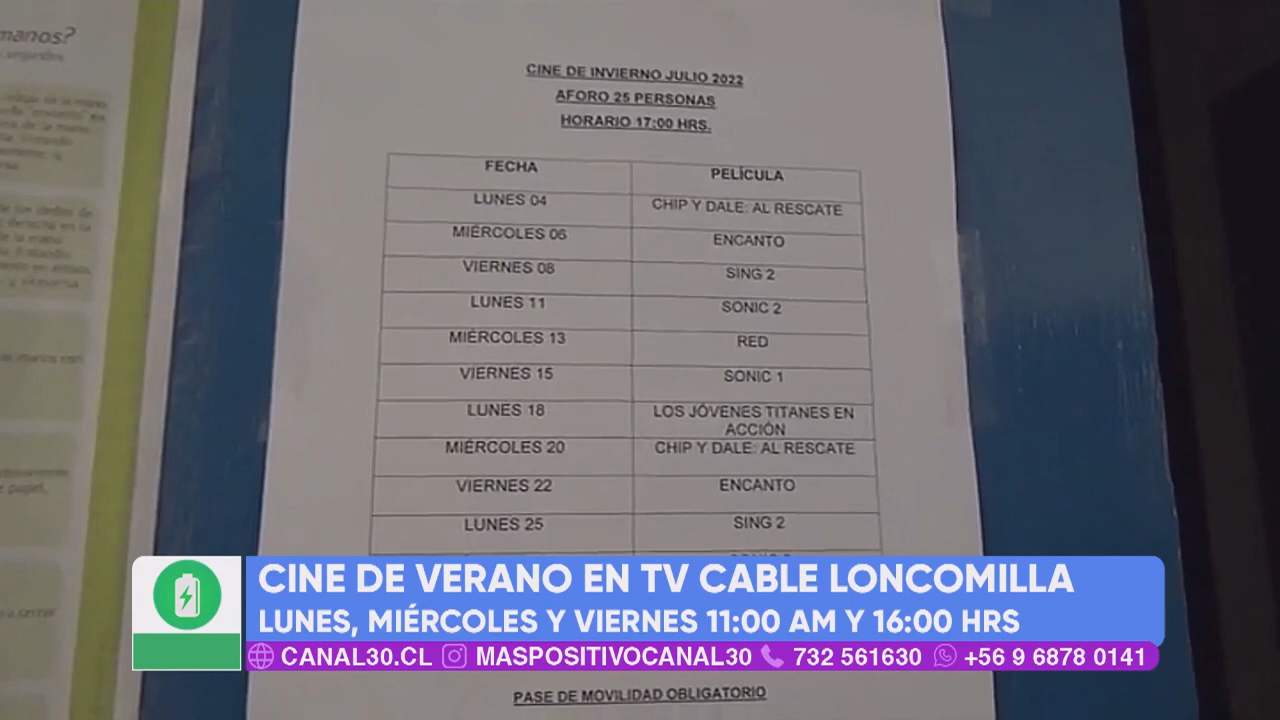 manos?
segundos
CINE DE INVIERNO JULIO 2022
AFORO 25 PERSONAS
HORARIO 17:00 HRS.
FECHA PELÍCULA
LUNES 04 CHIP Y DALE: AL RESCATE
MIÉRCOLES 06 ENCANTO
VIERNES 08 SING 2
LUNES 11 SONIC 2
MIÉRCOLES 13 RED
VIERNES 15 SONIC 1
LUNES 18 LOS JÓVENES TITANES EN
ACCIÓN
MIÉRCOLES 20 CHIP Y DALE: AL RESCATE
VIERNES 22 ENCANTO
LUNES 25 SING 2
CINE DE VERANO EN TV CABLE LONCOMILLA
LUNES, MIÉRCOLES Y VIERNES 11:00 AM Y 16:00 HRS
CANAL30.CL MASPOSITIVOCANAL30 732 561630 +56 9 6878 0141
PASE DE MOVILIDAD OBLIGATORIO